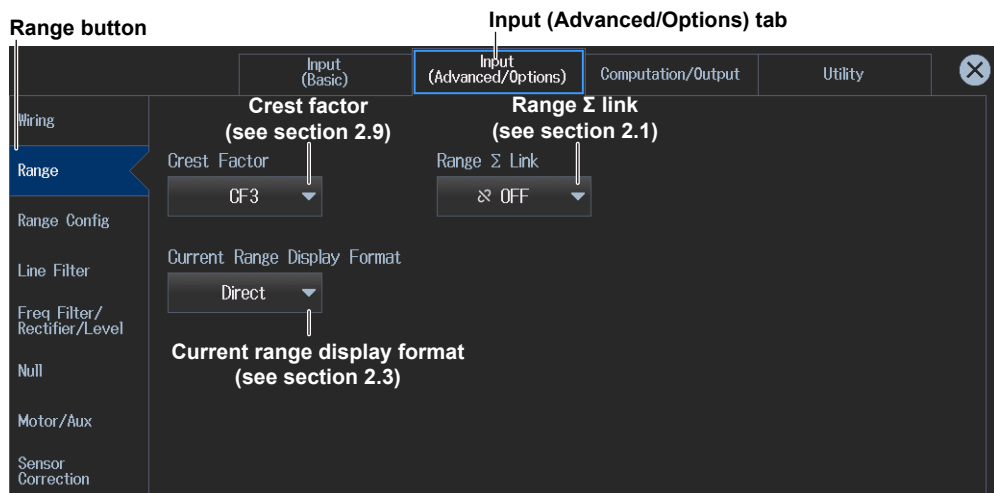 Range button
Input (Advanced/Options) tab
Input
(Basic)
Input
(Advanced/Options)
Computation/Output
Utility
Wiring
Range
Range Config
Line Filter
Freq Filter/
Rectifier/Level
Null
Motor/Aux
Sensor
Correction
Crest factor
(see section 2.9)
Range Σ link
(see section 2.1)
Crest Factor
Range Σ Link
CF3
OFF
Current Range Display Format
Direct
Current range display format
(see section 2.3)